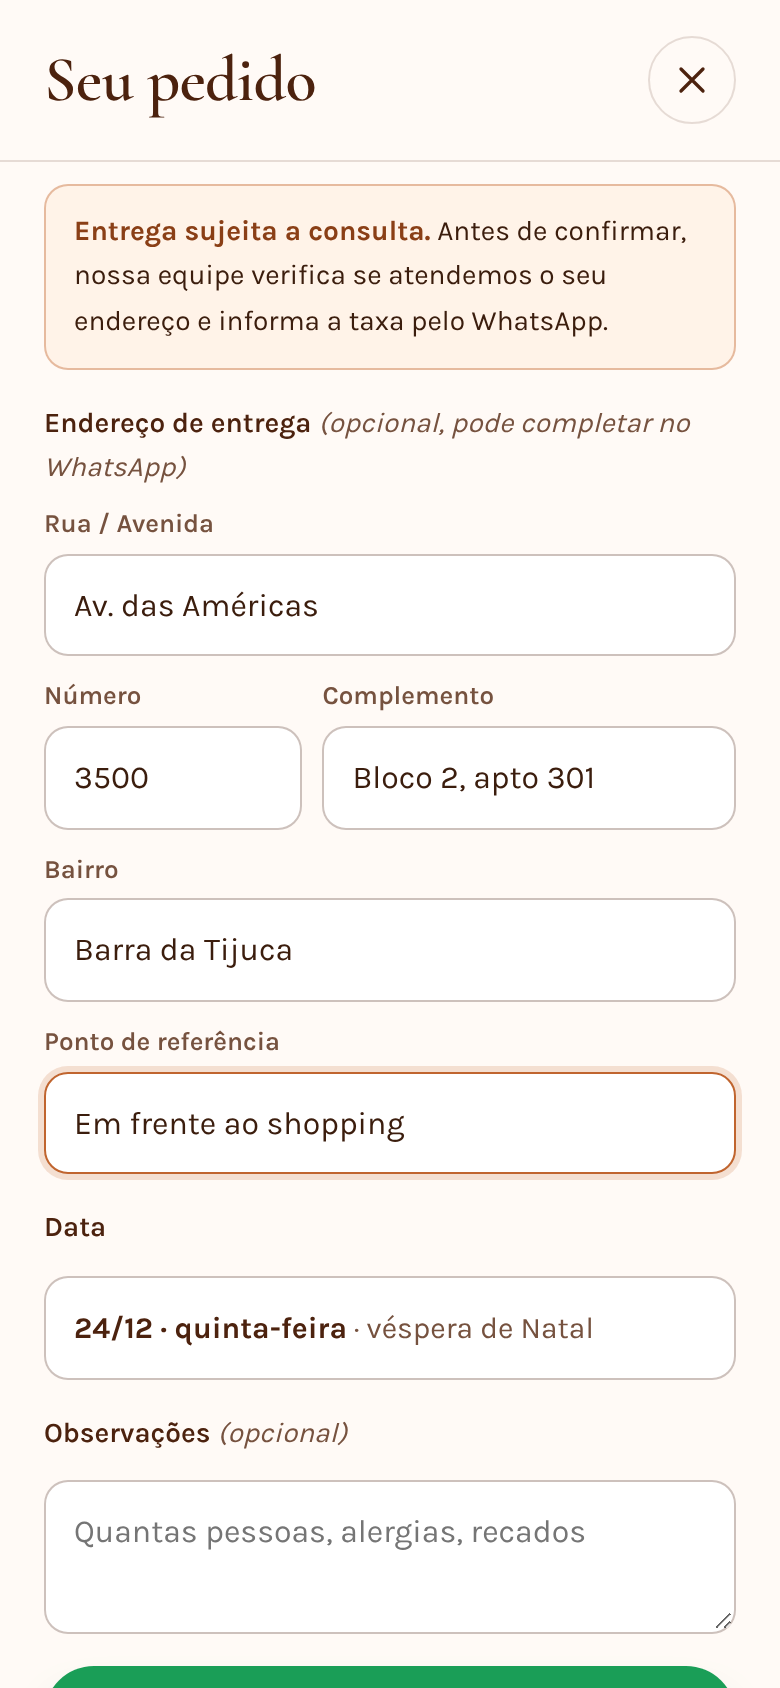 Seu pedido
Entrega sujeita a consulta. Antes de confirmar,
nossa equipe verifica se atendemos o seu
endereço e informa a taxa pelo WhatsApp.
Endereço de entrega (opcional, pode completar no
WhatsApp)
Rua / Avenida
Av. das Américas
Número
Complemento
3500
Bloco 2, apto 301
Bairro
Barra da Tijuca
Ponto de referência
Em frente ao shopping
Data
24/12 · quinta-feira · véspera de Natal
Observações (opcional)
Quantas pessoas, alergias, recados